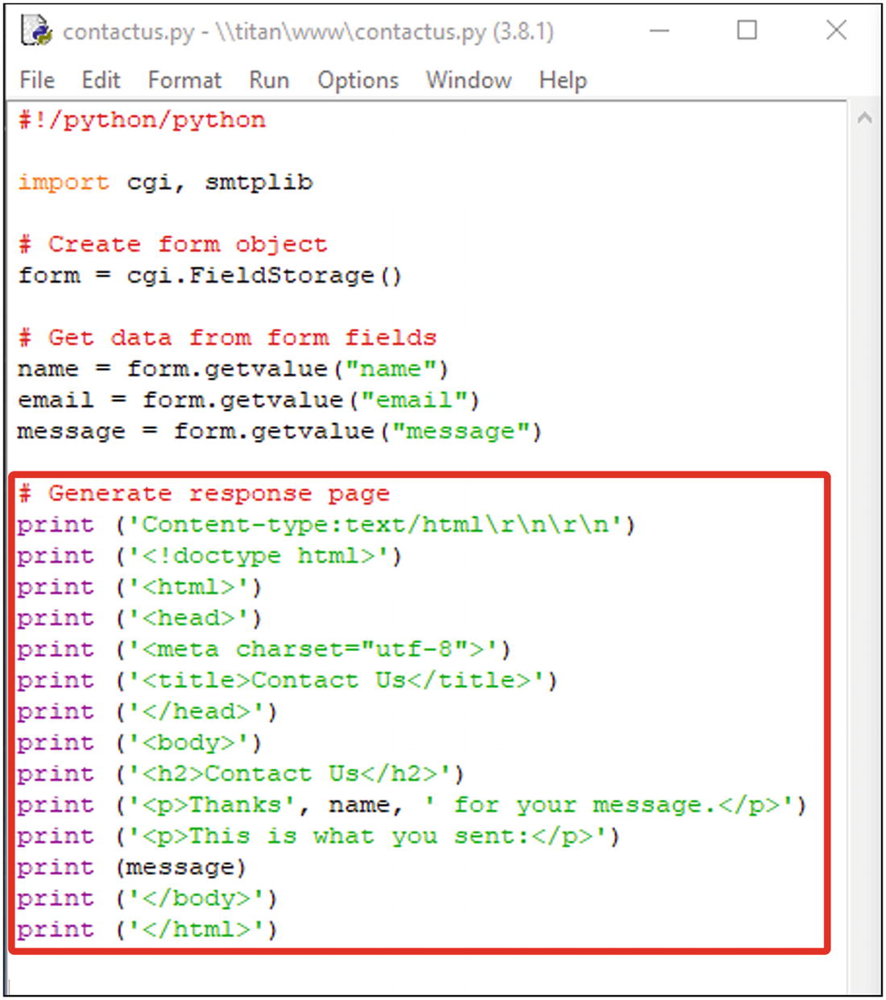 contactus.py - \\titan\www\contactus.py (3.8.1)
File Edit Format Run Options Window Help
#!/python/python
import cgi, smtplib
# Create form object
form = cgi.FieldStorage()
# Get data from form fields
name = form.getvalue("name")
email = form.getvalue("email")
message = form.getvalue("message")
# Generate response page
print ('Content-type:text/html\r\n\r\n')
print ('<!doctype html>')
print ('<html>')
print ('<head>')
print ('<meta charset="utf-8">')
print ('<title>Contact Us</title>')
print ('</head>')
print ('<body>')
print ('<h2>Contact Us</h2>')
print ('<p>Thanks', name, ' for your message.</p>')
print ('<p>This is what you sent:</p>')
print (message)
print ('</body>')
print ('</html>')